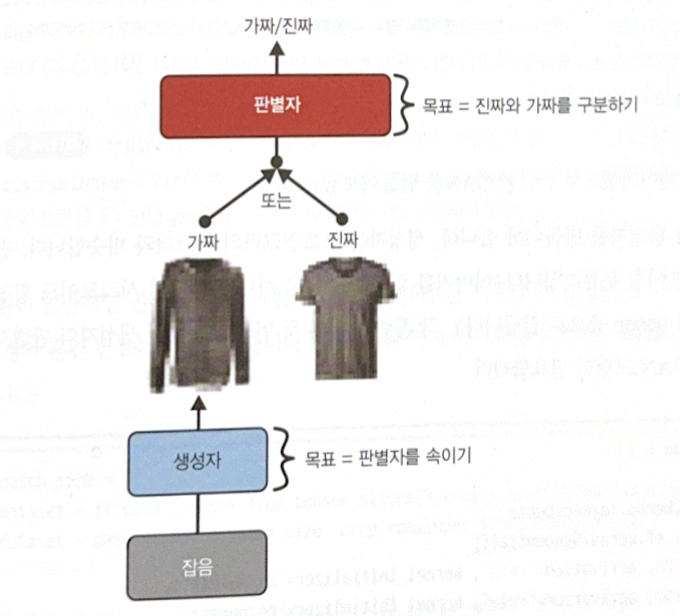 가짜/진짜
판별자
목표 = 진짜와 가짜를 구분하기
또는
가짜
진짜
생성자
목표 = 판별자를 속이기
잡음